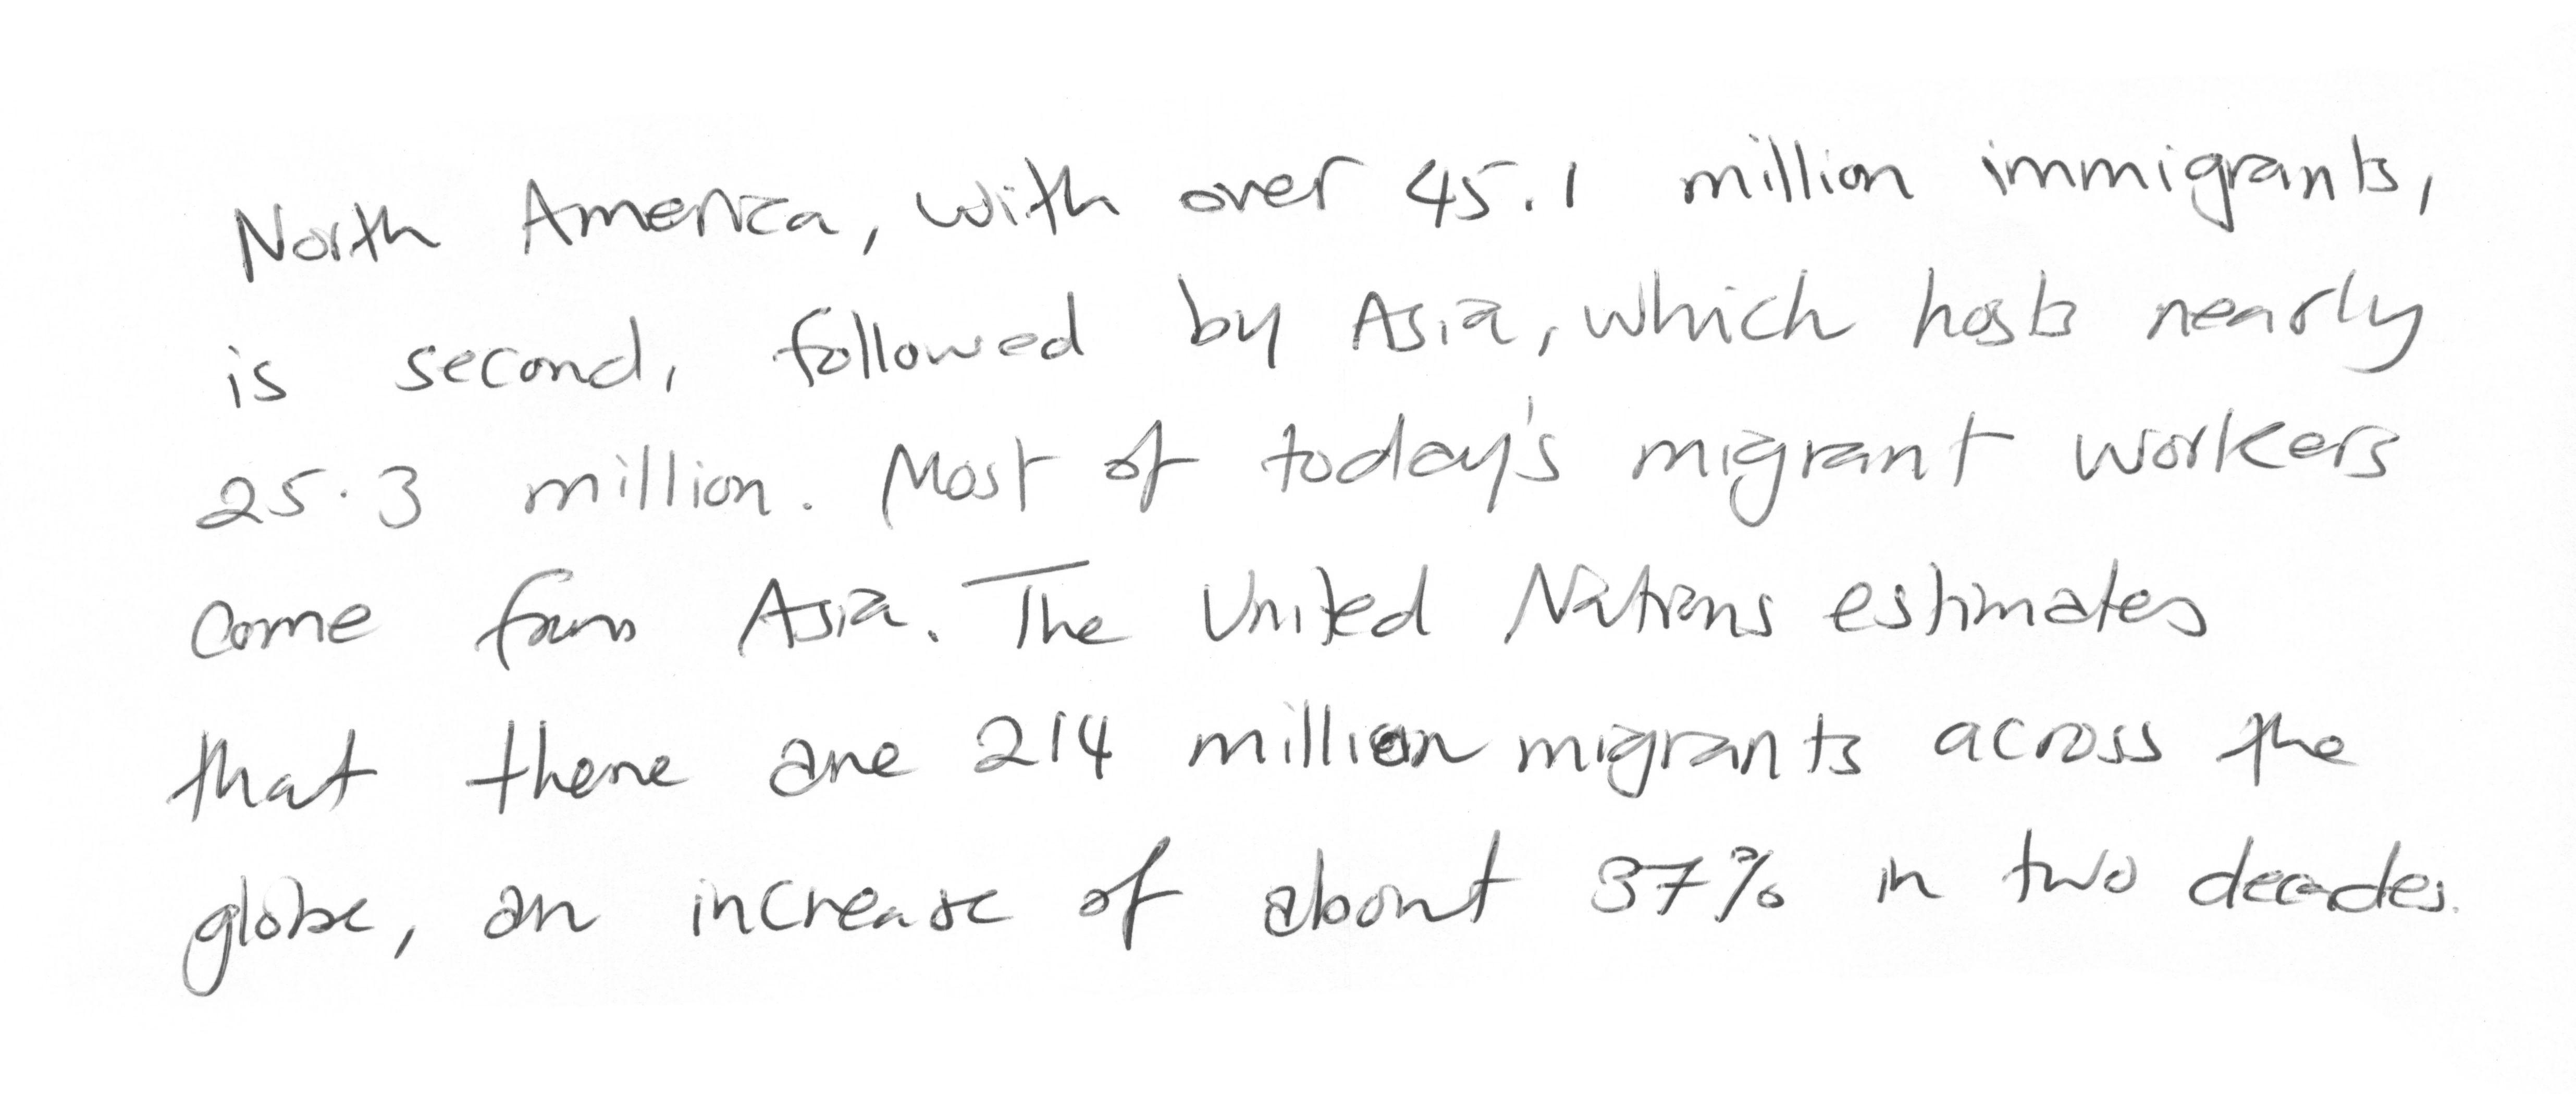 North America, with over 45.1 million immigrants,
is second, followed by Asia, which hosts nearly
25.3 million. Most of today's migrant workers
come from Asia. The United Nations estimates
that there are 214 million migrants across the
globe, an increase of about 37% in two decades.